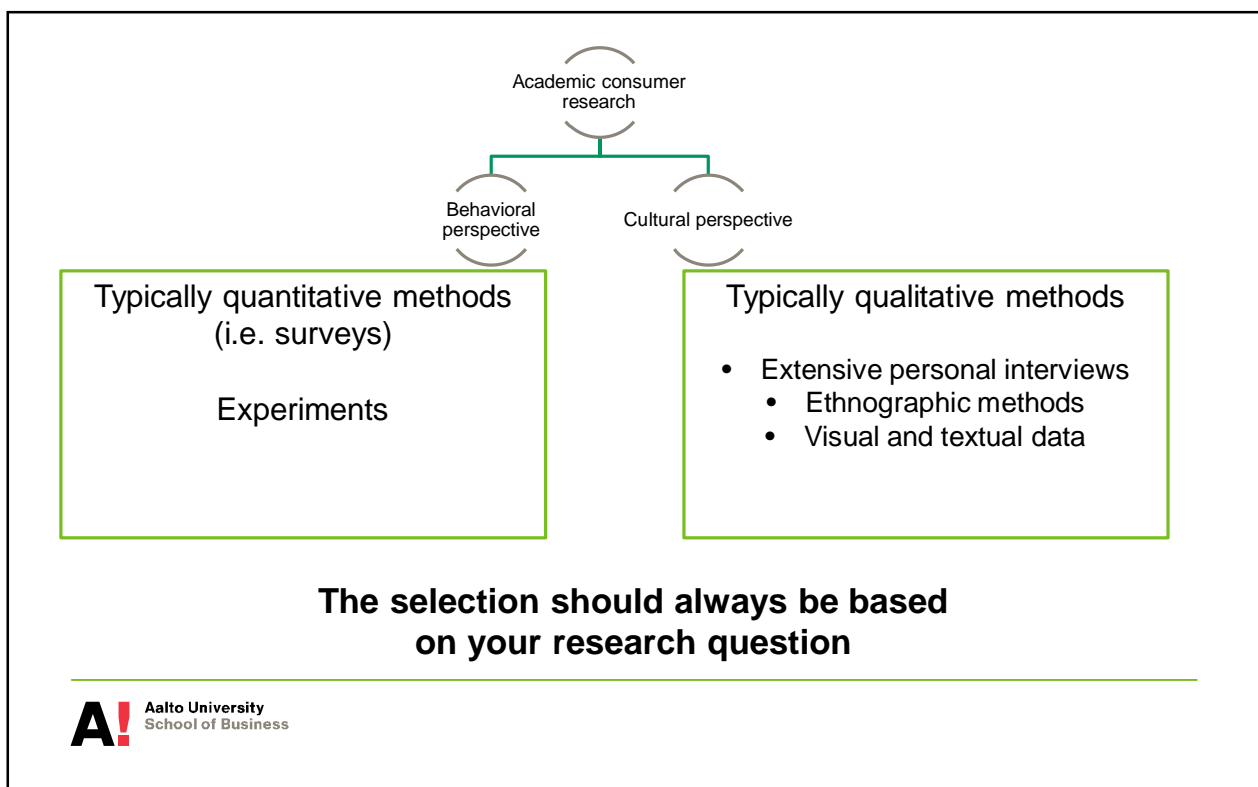 Academic consumer
research
Behavioral
perspective
Cultural perspective
Typically quantitative methods
(i.e. surveys)
Experiments
Typically qualitative methods
• Extensive personal interviews
• Ethnographic methods
• Visual and textual data
The selection should always be based
on your research question
A!
Aalto University
School of Business